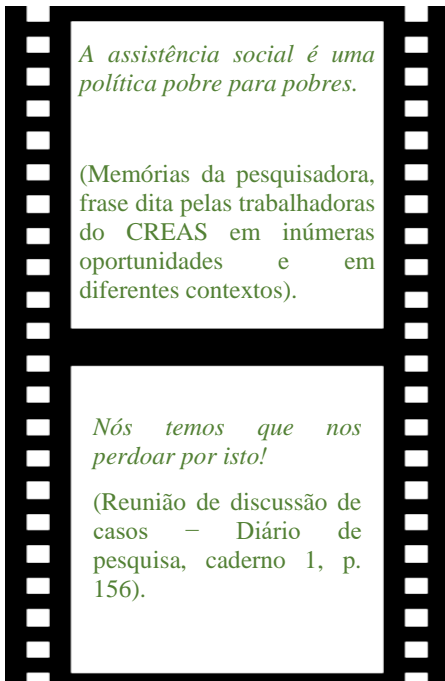 A assistência social é uma
política pobre para pobres.
(Memórias da pesquisadora,
frase dita pelas trabalhadoras
do CREAS em inúmeras
oportunidades e em
diferentes contextos).
Nós temos que nos
perdoar por isto!
(Reunião de discussão de
casos − Diário de
pesquisa, caderno 1, p.
156).